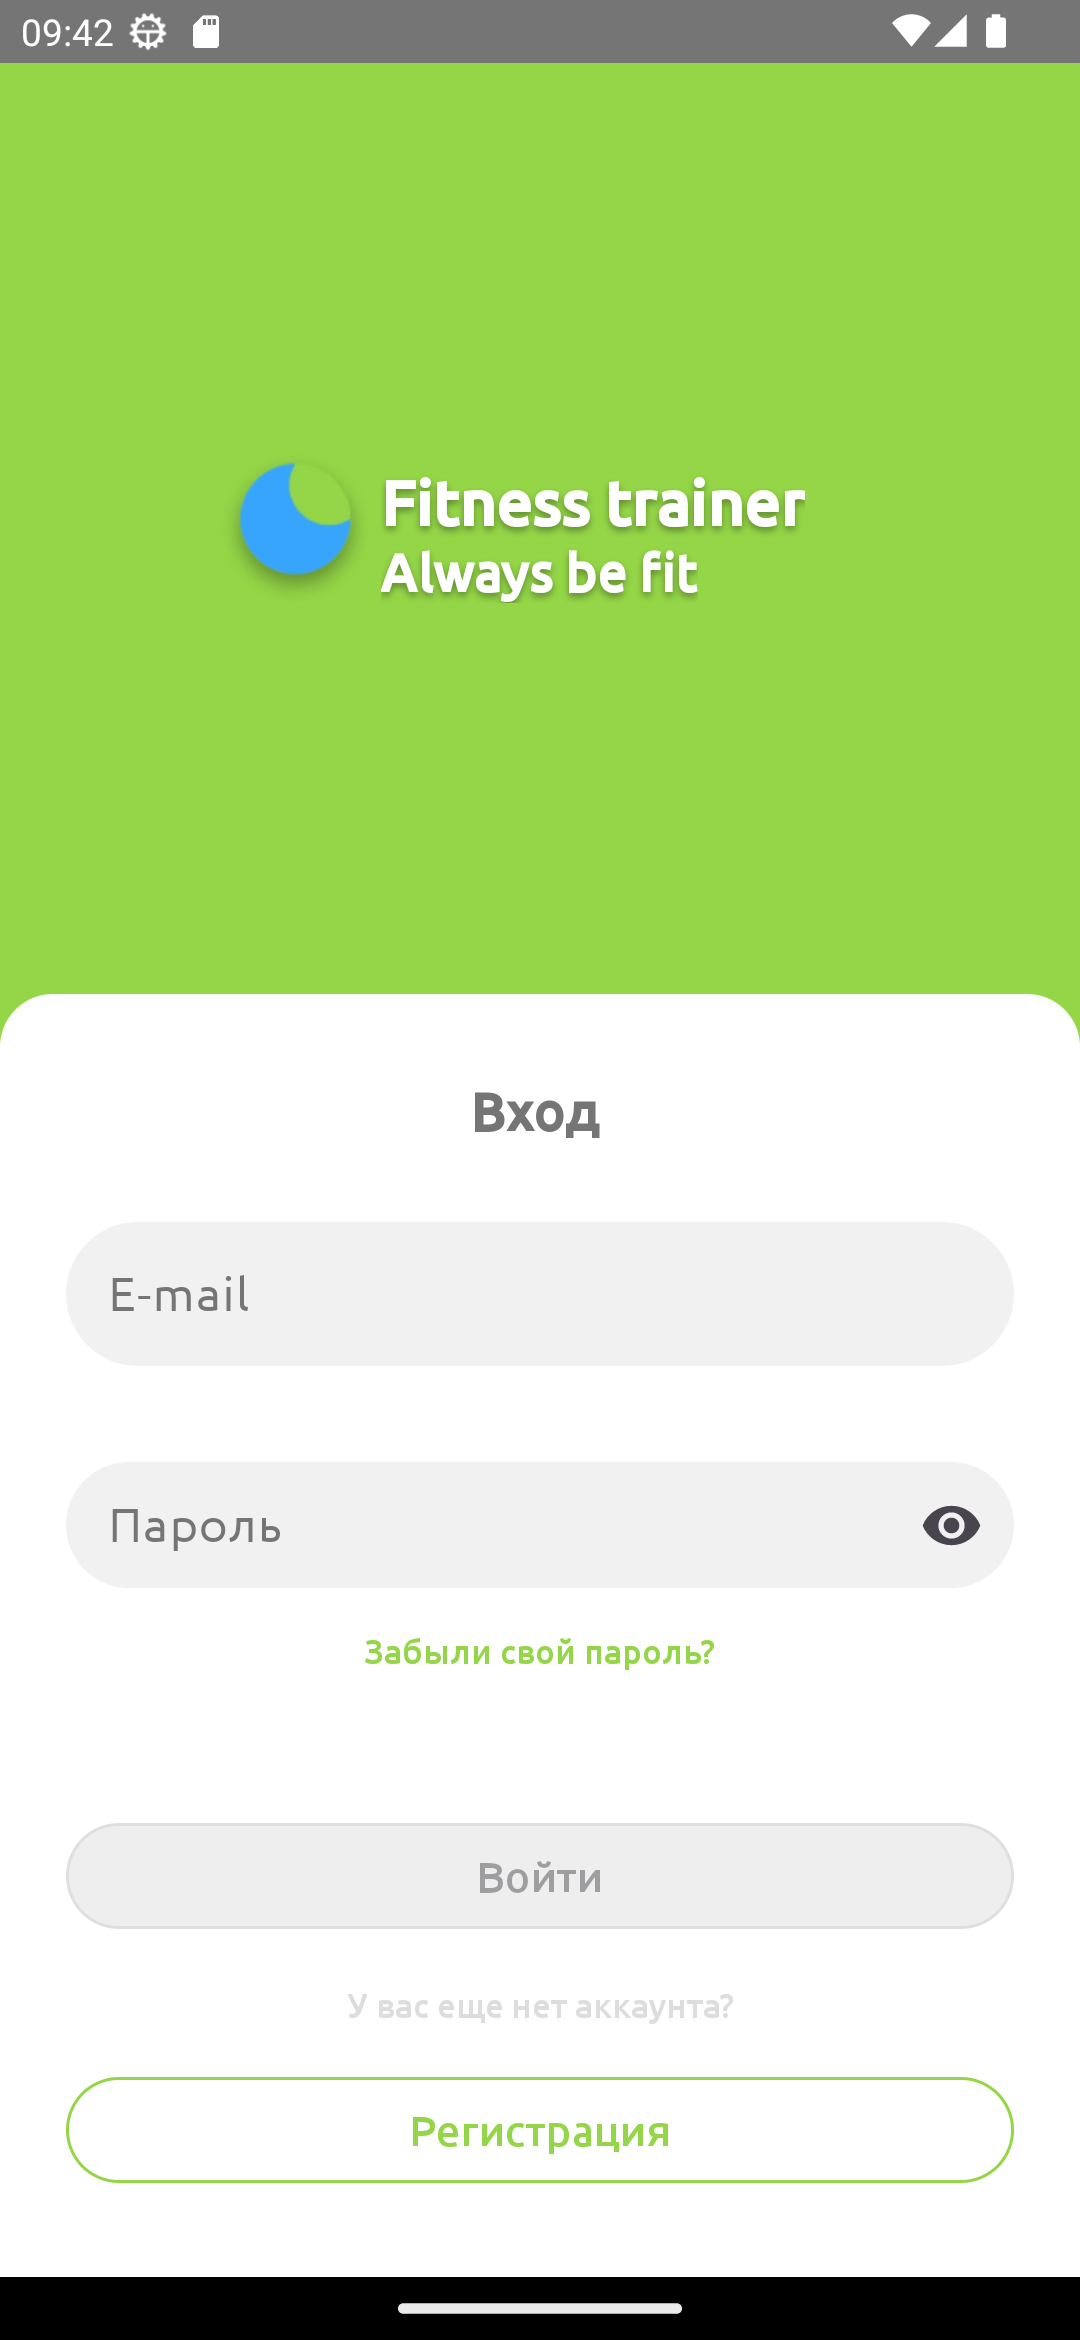 09:42
Fitness trainer
Always be fit
Вход
E-mail
Пароль
Забыли свой пароль?
Войти
У вас еще нет аккаунта?
Регистрация